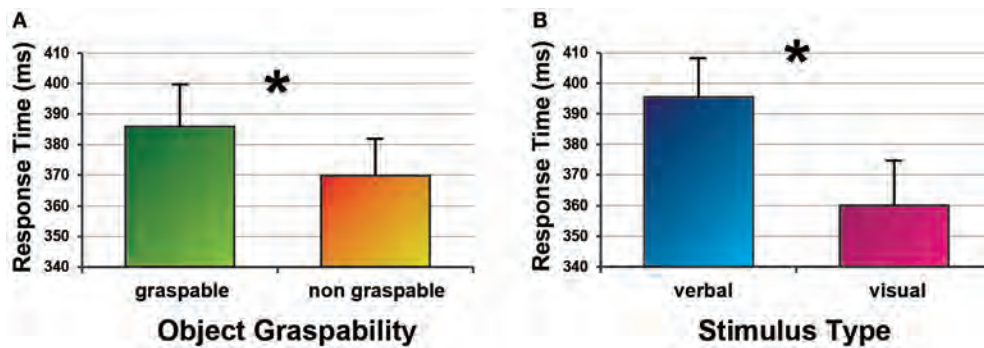 A
Response Time (ms)
410
400
390
380
370
360
350
340
*
graspable
non graspable
Object Graspability
B
Response Time (ms)
410
400
390
380
370
360
350
340
*
verbal
visual
Stimulus Type